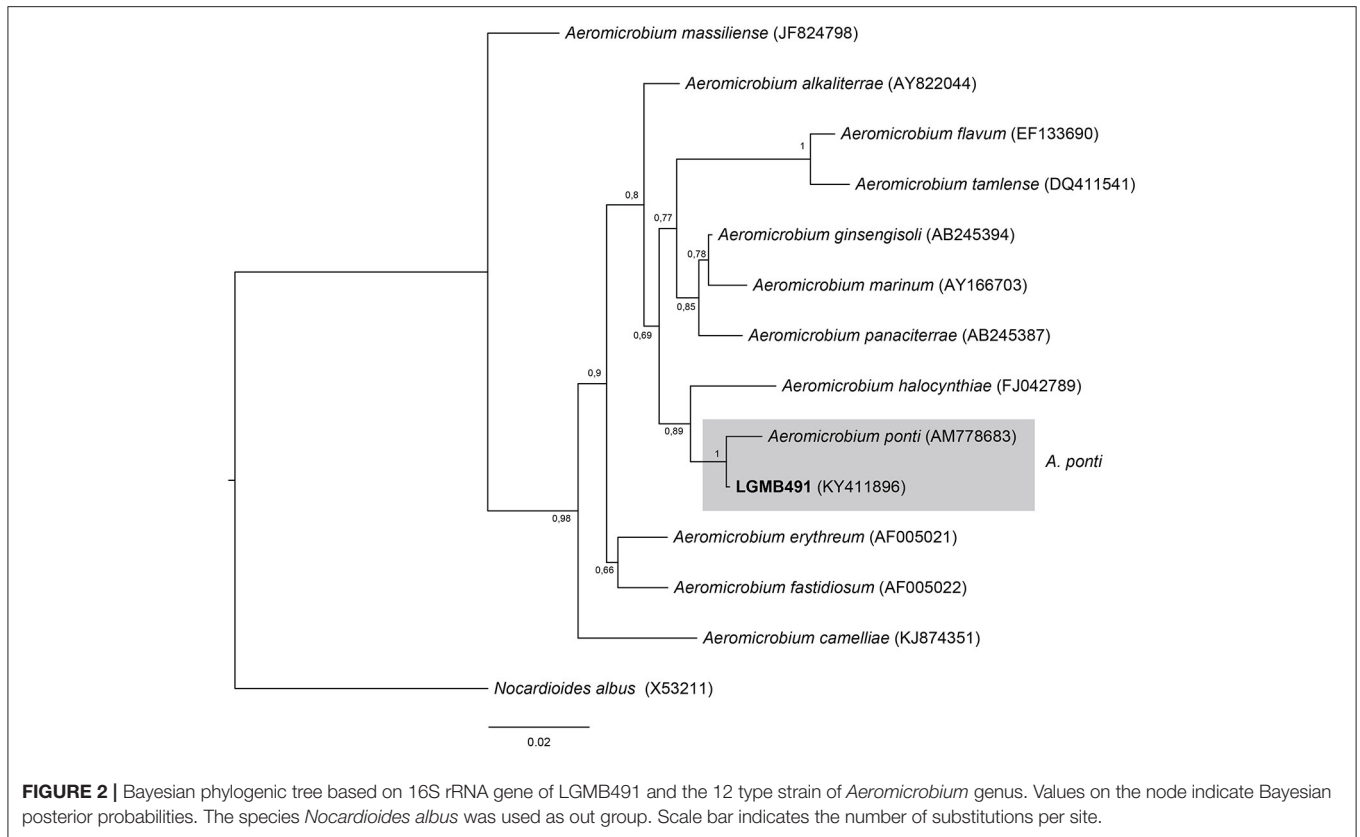 Aeromicrobium massiliense (JF824798)
Aeromicrobium alkaliterrae (AY822044)
Aeromicrobium flavum (EF133690)
1
Aeromicrobium tamlense (DQ411541)
0,8
0,77
Aeromicrobium ginsengisoli (AB245394)
0,78
Aeromicrobium marinum (AY166703)
0,85
0,69
Aeromicrobium panaciterrae (AB245387)
0,9
Aeromicrobium halocynthiae (FJ042789)
0,89
Aeromicrobium ponti (AM778683)
1
A. ponti
LGMB491 (KY411896)
0,98
Aeromicrobium erythreum (AF005021)
0,66
Aeromicrobium fastidiosum (AF005022)
Aeromicrobium camelliae (KJ874351)
Nocardioides albus (X53211)
0.02
FIGURE 2 | Bayesian phylogenic tree based on 16S rRNA gene of LGMB491 and the 12 type strain of Aeromicrobium genus. Values on the node indicate Bayesian
posterior probabilities. The species Nocardioides albus was used as out group. Scale bar indicates the number of substitutions per site.